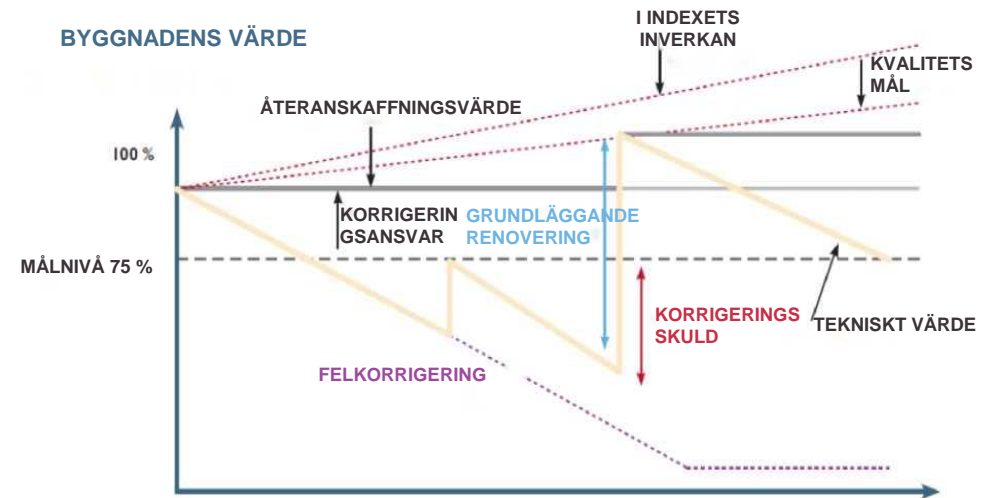 I INDEXETS
INVERKAN
BYGGNADENS VÄRDE
KVALITETS
MÅL
ÅTERANSKAFFNINGSVÄRDE
100 %
KORRIGERIN
GSANSVAR
GRUNDLÄGGANDE
RENOVERING
MÅLNIVÅ 75 %
KORRIGERINGS
SKULD
TEKNISKT VÄRDE
FELKORRIGERING